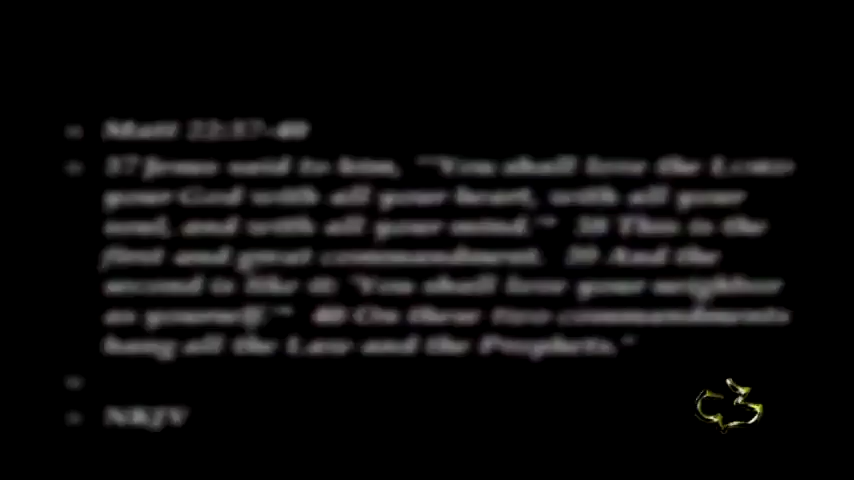 Matt 22:37-40
37 Jesus said to him, "'You shall love the LORD
your God with all your heart, with all your
soul, and with all your mind.'" 38 This is the
first and great commandment. 39 And the
second is like it: 'You shall love your neighbor
as yourself.'" 40 On these two commandments
hang all the Law and the Prophets."
NKJV
C3